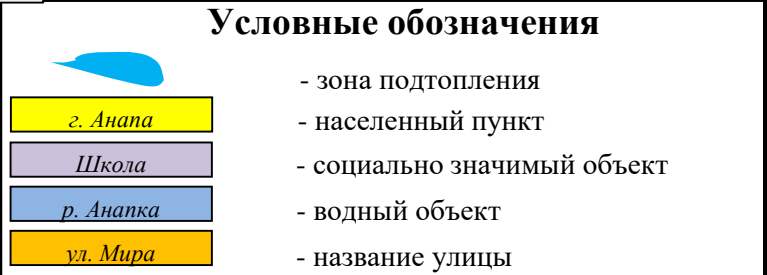 Условные обозначения
- зона подтопления
г. Анапа - населенный пункт
Школа - социально значимый объект
р. Анапка - водный объект
ул. Мира - название улицы